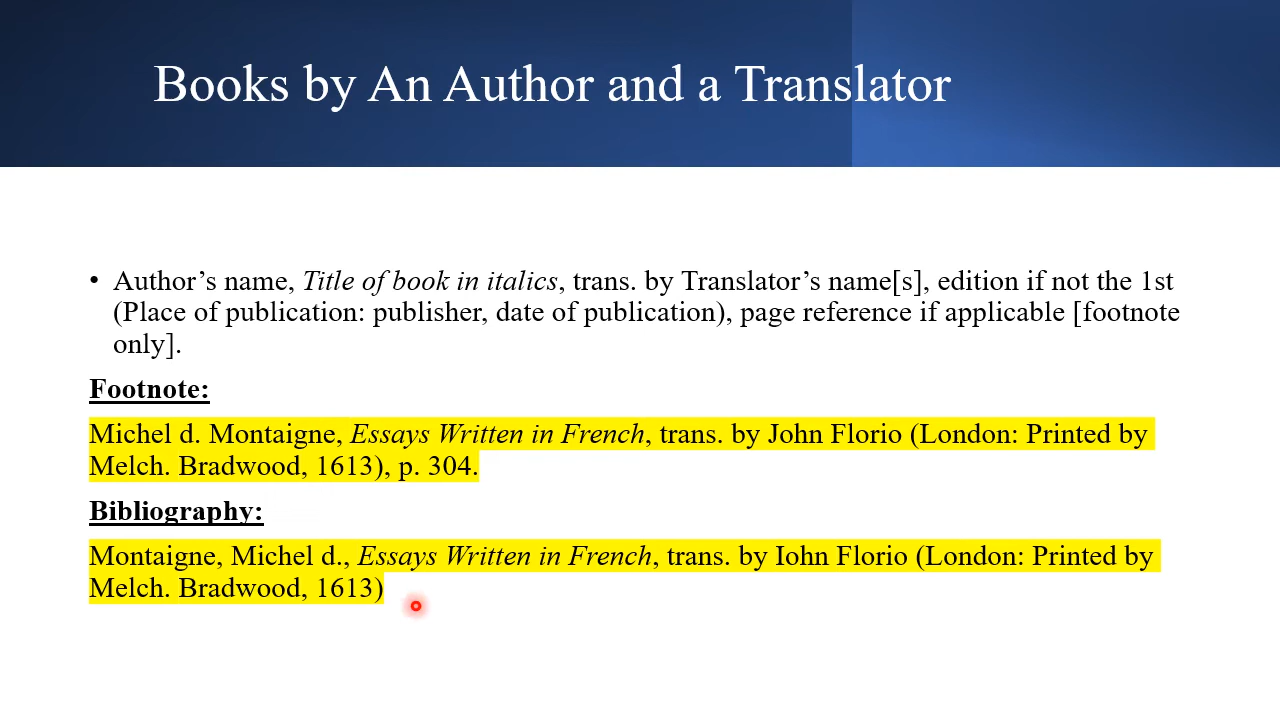 Books by An Author and a Translator
• Author’s name, Title of book in italics, trans. by Translator’s name[s], edition if not the 1st
(Place of publication: publisher, date of publication), page reference if applicable [footnote
only].
Footnote:
Michel d. Montaigne, Essays Written in French, trans. by John Florio (London: Printed by
Melch. Bradwood, 1613), p. 304.
Bibliography:
Montaigne, Michel d., Essays Written in French, trans. by Iohn Florio (London: Printed by
Melch. Bradwood, 1613)